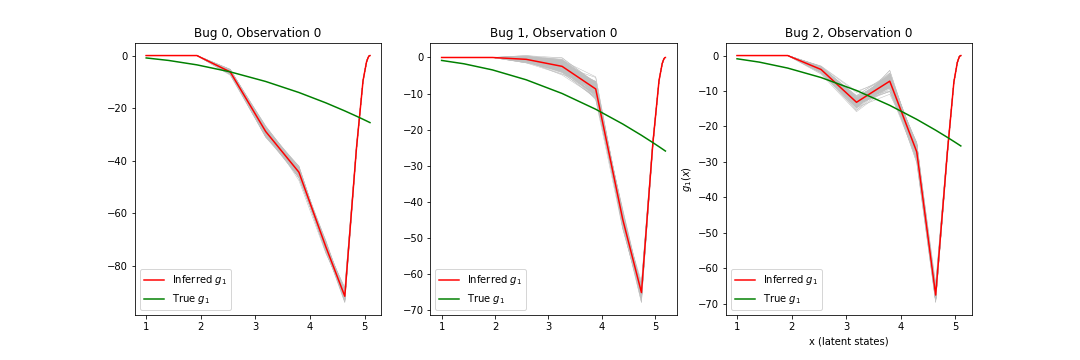 Bug 0, Observation 0
0
−20
−40
−60
−80
1 2 3 4 5
Inferred g₁
True g₁
Bug 1, Observation 0
0
−10
−20
−30
−40
−50
−60
−70
1 2 3 4 5
Inferred g₁
True g₁
Bug 2, Observation 0
g₁(x)
0
−10
−20
−30
−40
−50
−60
−70
1 2 3 4 5
x (latent states)
Inferred g₁
True g₁